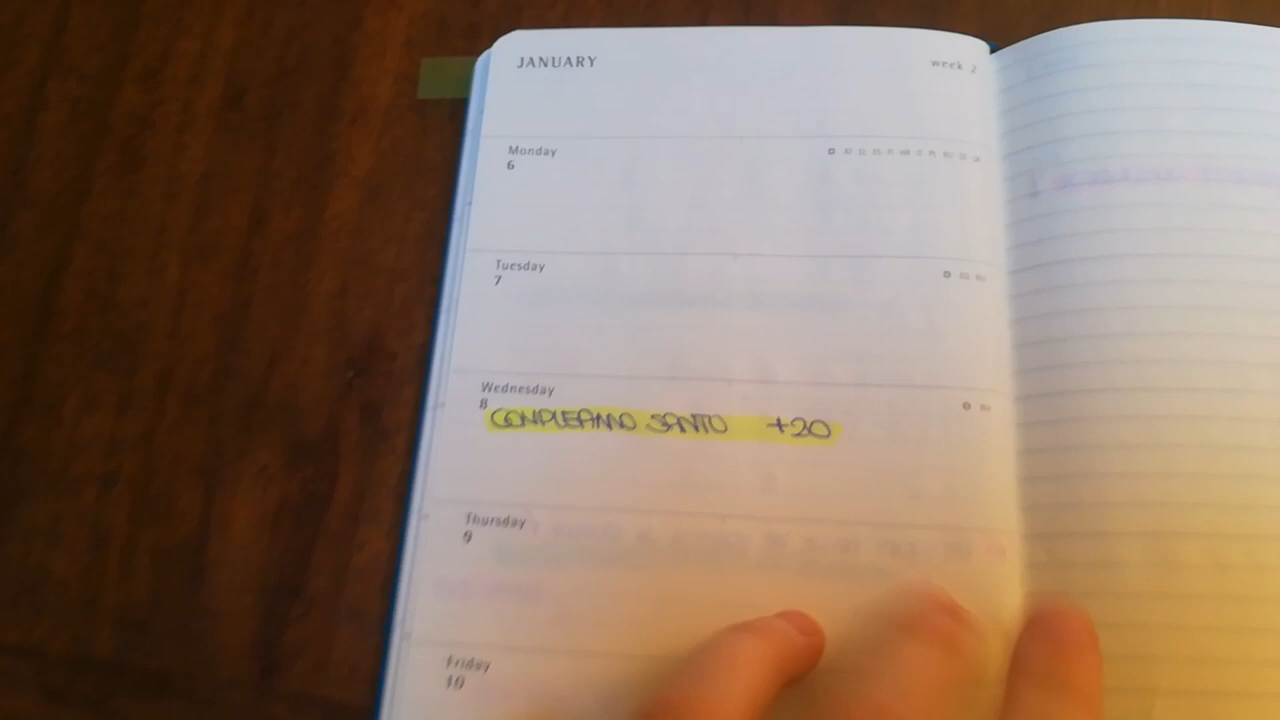 JANUARY
week 2
Monday
6
Tuesday
7
Wednesday
8
COMPLEANNO SANTO +20
Thursday
9
Friday
10